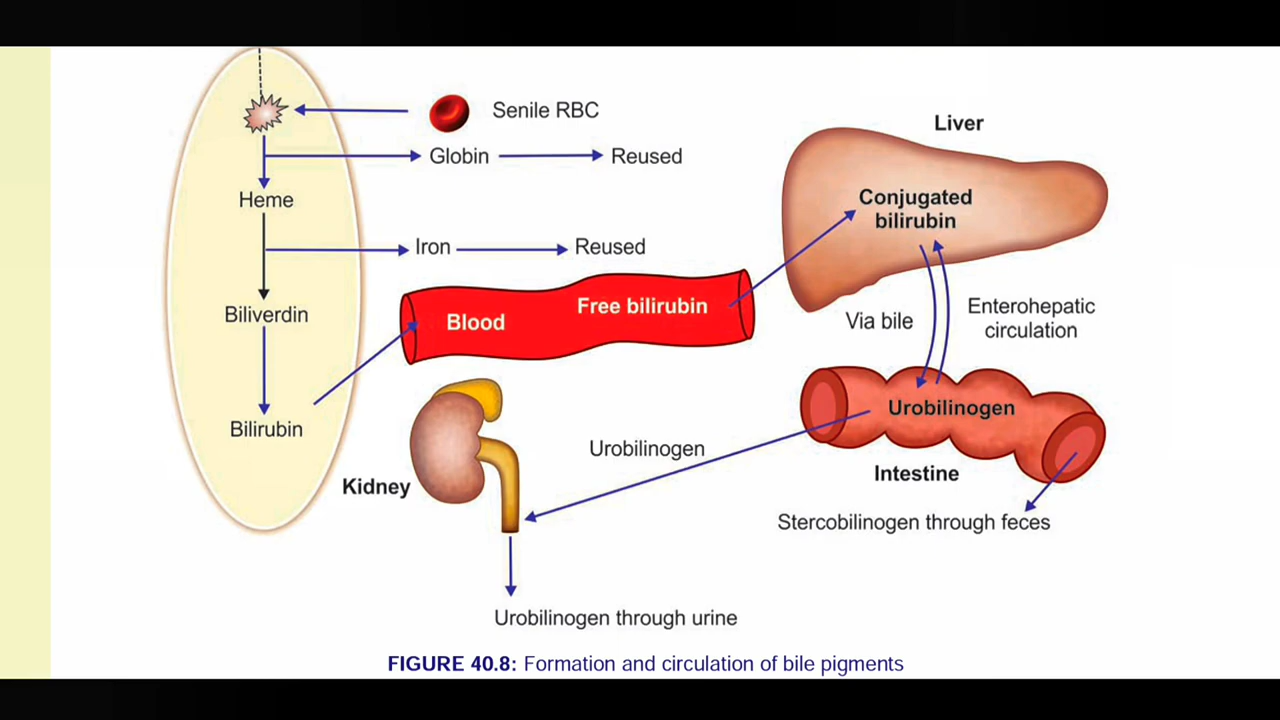 Senile RBC
Globin
Reused
Heme
Iron
Reused
Biliverdin
Bilirubin
Blood
Free bilirubin
Liver
Conjugated
bilirubin
Via bile
Enterohepatic
circulation
Urobilinogen
Intestine
Stercobilinogen through feces
Urobilinogen
Kidney
Urobilinogen through urine
FIGURE 40.8: Formation and circulation of bile pigments